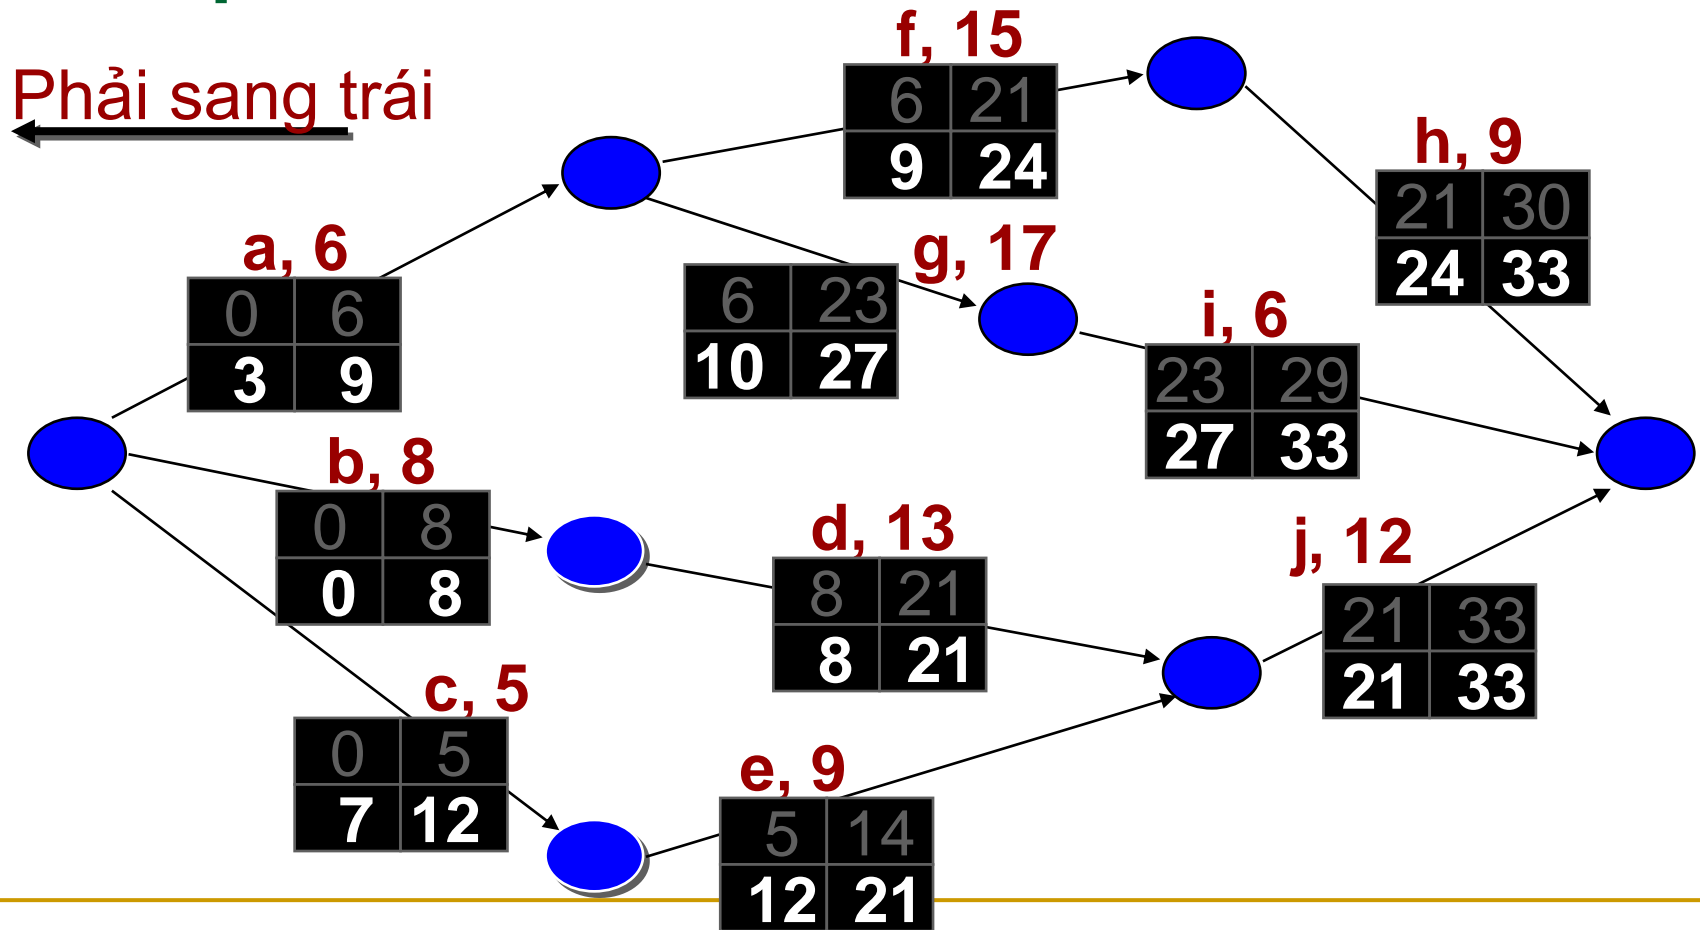 Phải sang trái
f, 15
6 21
9 24
h, 9
21 30
24 33
a, 6
0 6
3 9
g, 17
6 23
10 27
i, 6
23 29
27 33
b, 8
0 8
0 8
d, 13
8 21
8 21
j, 12
21 33
21 33
c, 5
0 5
7 12
e, 9
5 14
12 21